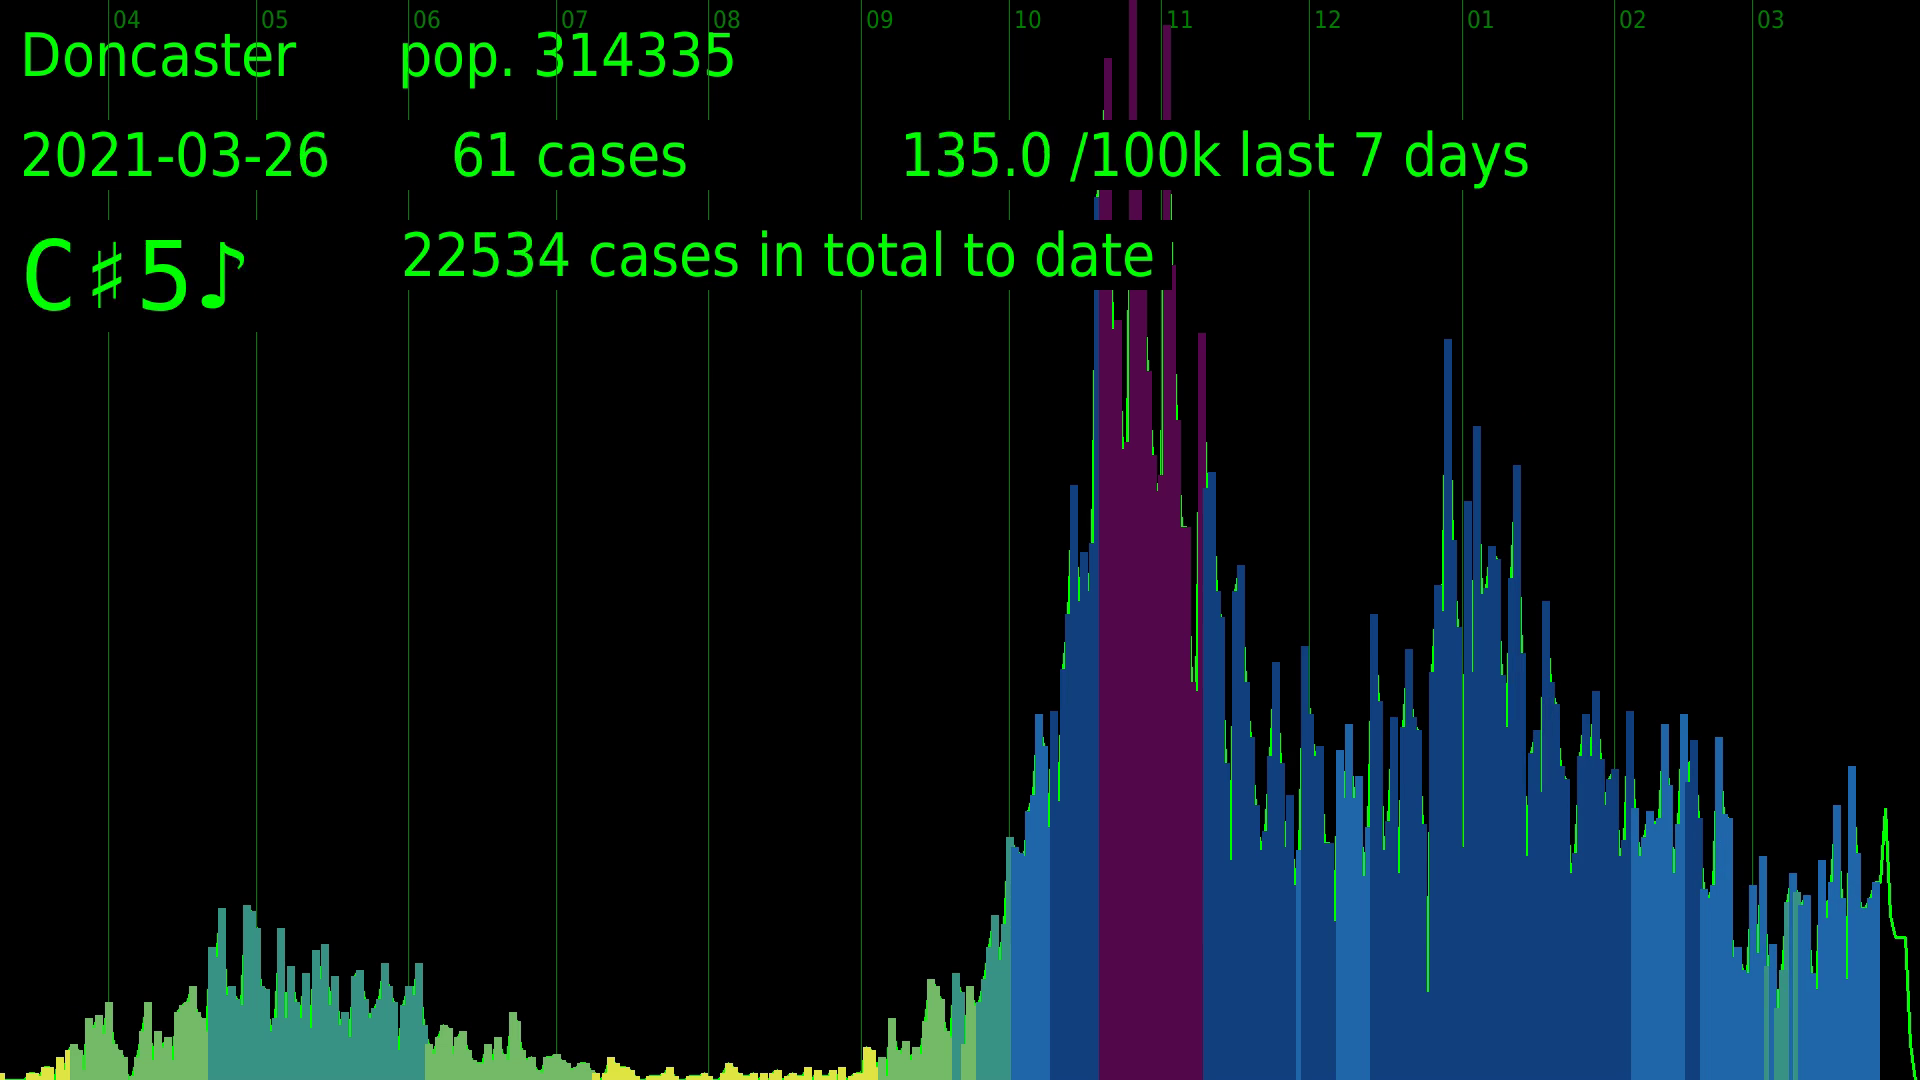 04 05 06 07 08 09 10 11 12 01 02 03
Doncaster pop. 314335
2021-03-26 61 cases 135.0 /100k last 7 days
C♯5♪ 22534 cases in total to date